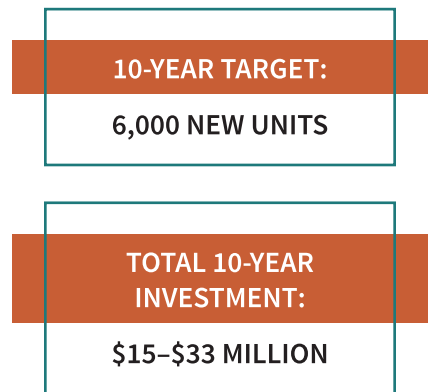 10-YEAR TARGET:
6,000 NEW UNITS
TOTAL 10-YEAR
INVESTMENT:
$15–$33 MILLION